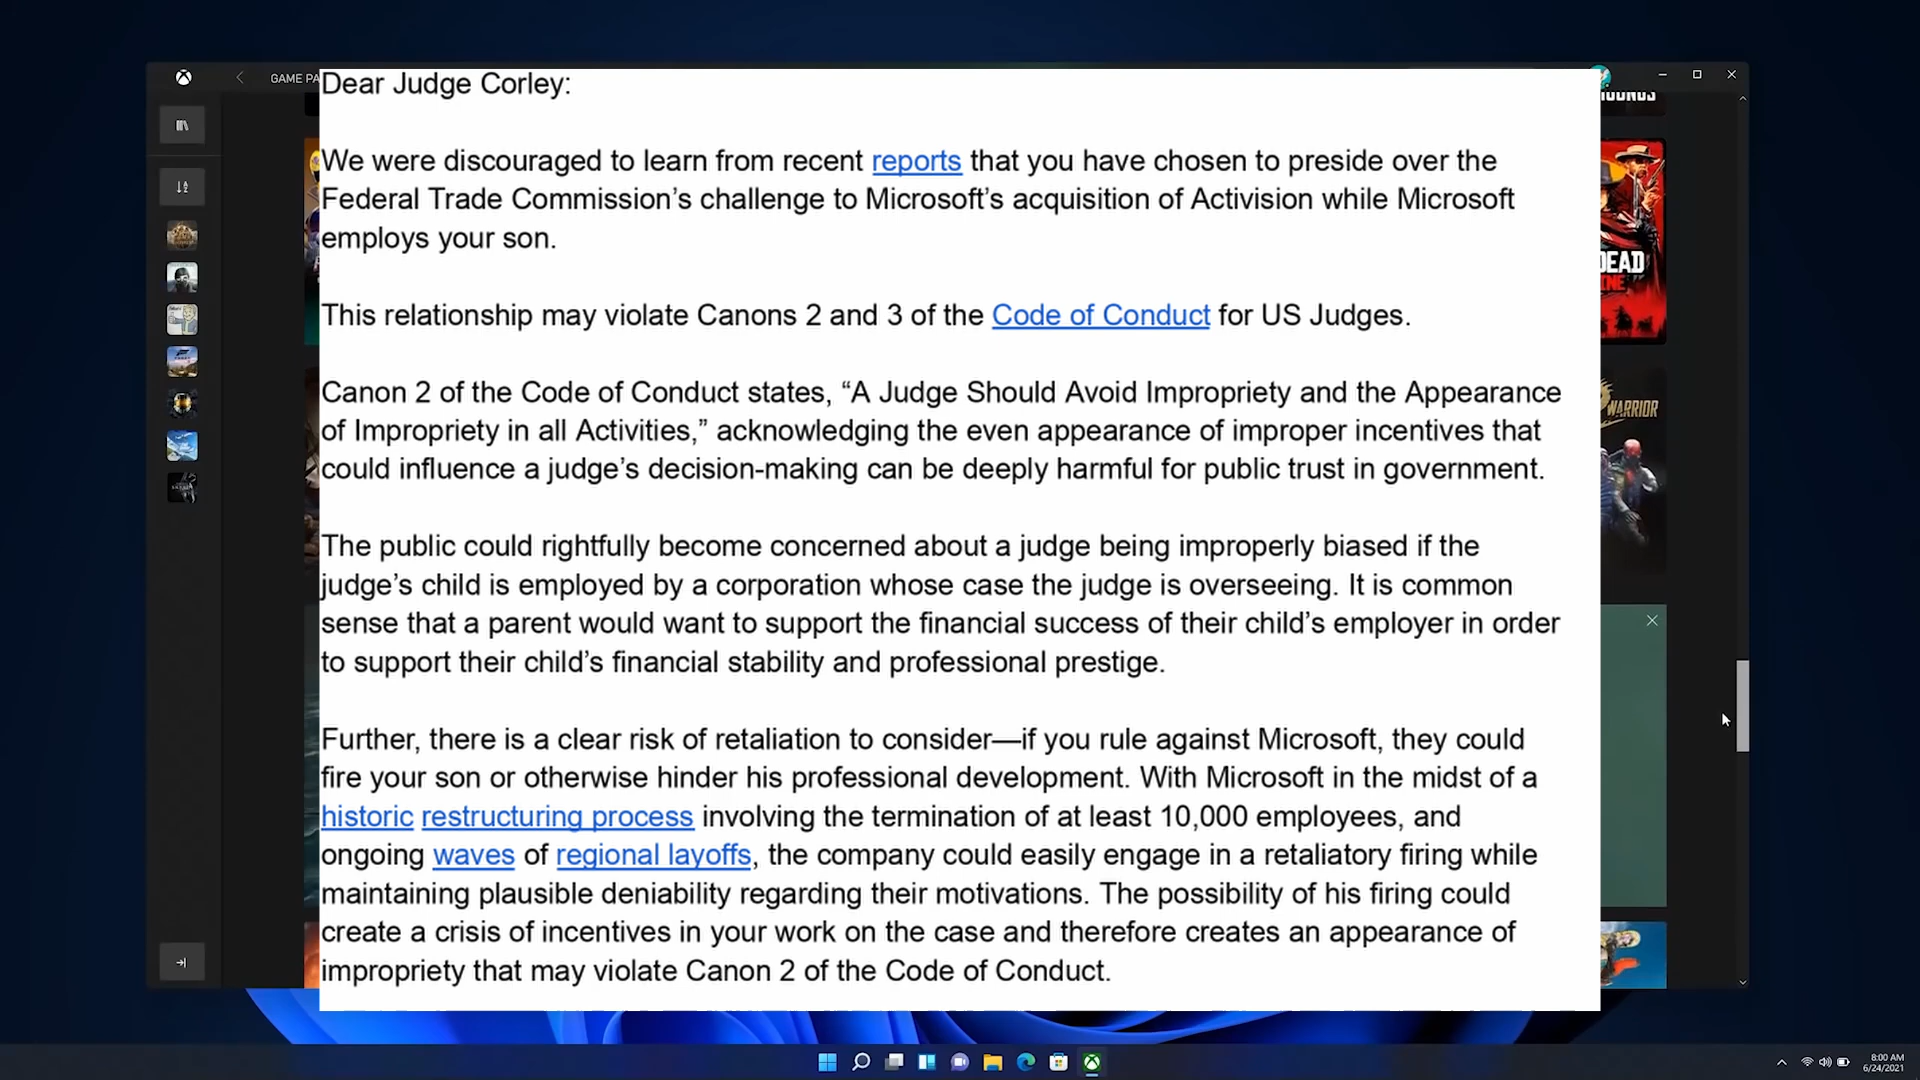 GAME PA
Dear Judge Corley:
We were discouraged to learn from recent reports that you have chosen to preside over the
Federal Trade Commission’s challenge to Microsoft’s acquisition of Activision while Microsoft
employs your son.
This relationship may violate Canons 2 and 3 of the Code of Conduct for US Judges.
Canon 2 of the Code of Conduct states, “A Judge Should Avoid Impropriety and the Appearance
of Impropriety in all Activities,” acknowledging the even appearance of improper incentives that
could influence a judge’s decision-making can be deeply harmful for public trust in government.
The public could rightfully become concerned about a judge being improperly biased if the
judge’s child is employed by a corporation whose case the judge is overseeing. It is common
sense that a parent would want to support the financial success of their child’s employer in order
to support their child’s financial stability and professional prestige.
Further, there is a clear risk of retaliation to consider—if you rule against Microsoft, they could
fire your son or otherwise hinder his professional development. With Microsoft in the midst of a
historic restructuring process involving the termination of at least 10,000 employees, and
ongoing waves of regional layoffs, the company could easily engage in a retaliatory firing while
maintaining plausible deniability regarding their motivations. The possibility of his firing could
create a crisis of incentives in your work on the case and therefore creates an appearance of
impropriety that may violate Canon 2 of the Code of Conduct.
DEAD
INE
WARRIOR
8:00 AM
6/24/2021